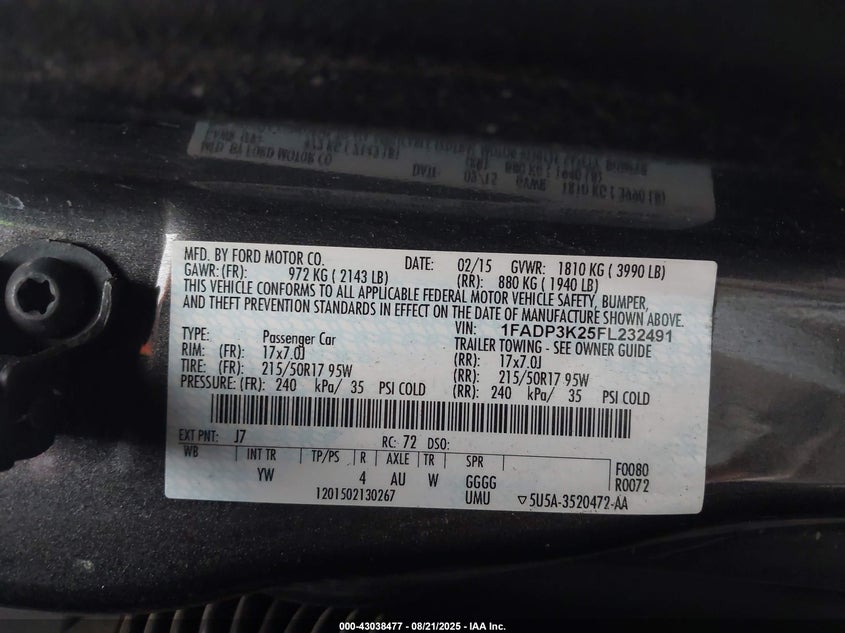 MFD. BY FORD MOTOR CO. DATE: 02/15 GVWR: 1810 KG ( 3990 LB)
GAWR: (FR): 972 KG ( 2143 LB) (RR): 880 KG ( 1940 LB)
THIS VEHICLE CONFORMS TO ALL APPLICABLE FEDERAL MOTOR VEHICLE SAFETY, BUMPER,
AND THEFT PREVENTION STANDARDS IN EFFECT ON THE DATE OF MANUFACTURE SHOWN ABOVE.
VIN: 1FADP3K25FL232491
TYPE: Passenger Car TRAILER TOWING - SEE OWNER GUIDE
RIM: (FR): 17x7.0J (RR): 17x7.0J
TIRE: (FR): 215/50R17 95W (RR): 215/50R17 95W
PRESSURE: (FR): 240 kPa/ 35 PSI COLD (RR): 240 kPa/ 35 PSI COLD
EXT PNT: J7 RC: 72 DSO:
WB INT TR TP/PS R AXLE TR SPR F0080
YW 4 AU W GGGG R0072
1201502130267 UMU ▽5U5A-3520472-AA
000-43038477 - 08/21/2025 - IAA Inc.